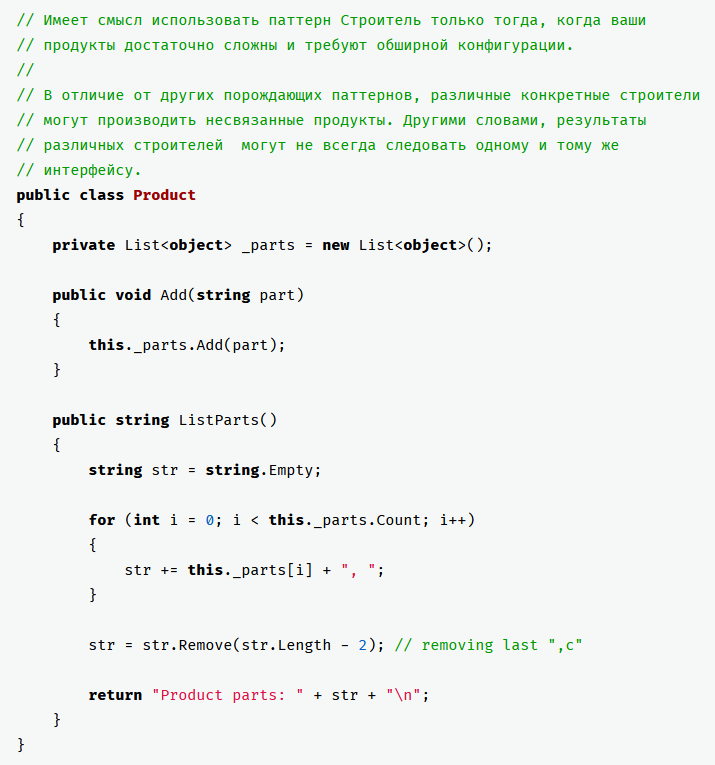 // Имеет смысл использовать паттерн Строитель только тогда, когда ваши
// продукты достаточно сложны и требуют обширной конфигурации.
//
// В отличие от других порождающих паттернов, различные конкретные строители
// могут производить несвязанные продукты. Другими словами, результаты
// различных строителей  могут не всегда следовать одному и тому же
// интерфейсу.
public class Product
{
    private List<object> _parts = new List<object>();

    public void Add(string part)
    {
        this._parts.Add(part);
    }

    public string ListParts()
    {
        string str = string.Empty;

        for (int i = 0; i < this._parts.Count; i++)
        {
            str += this._parts[i] + ", ";
        }

        str = str.Remove(str.Length - 2); // removing last ",c"

        return "Product parts: " + str + "\n";
    }
}